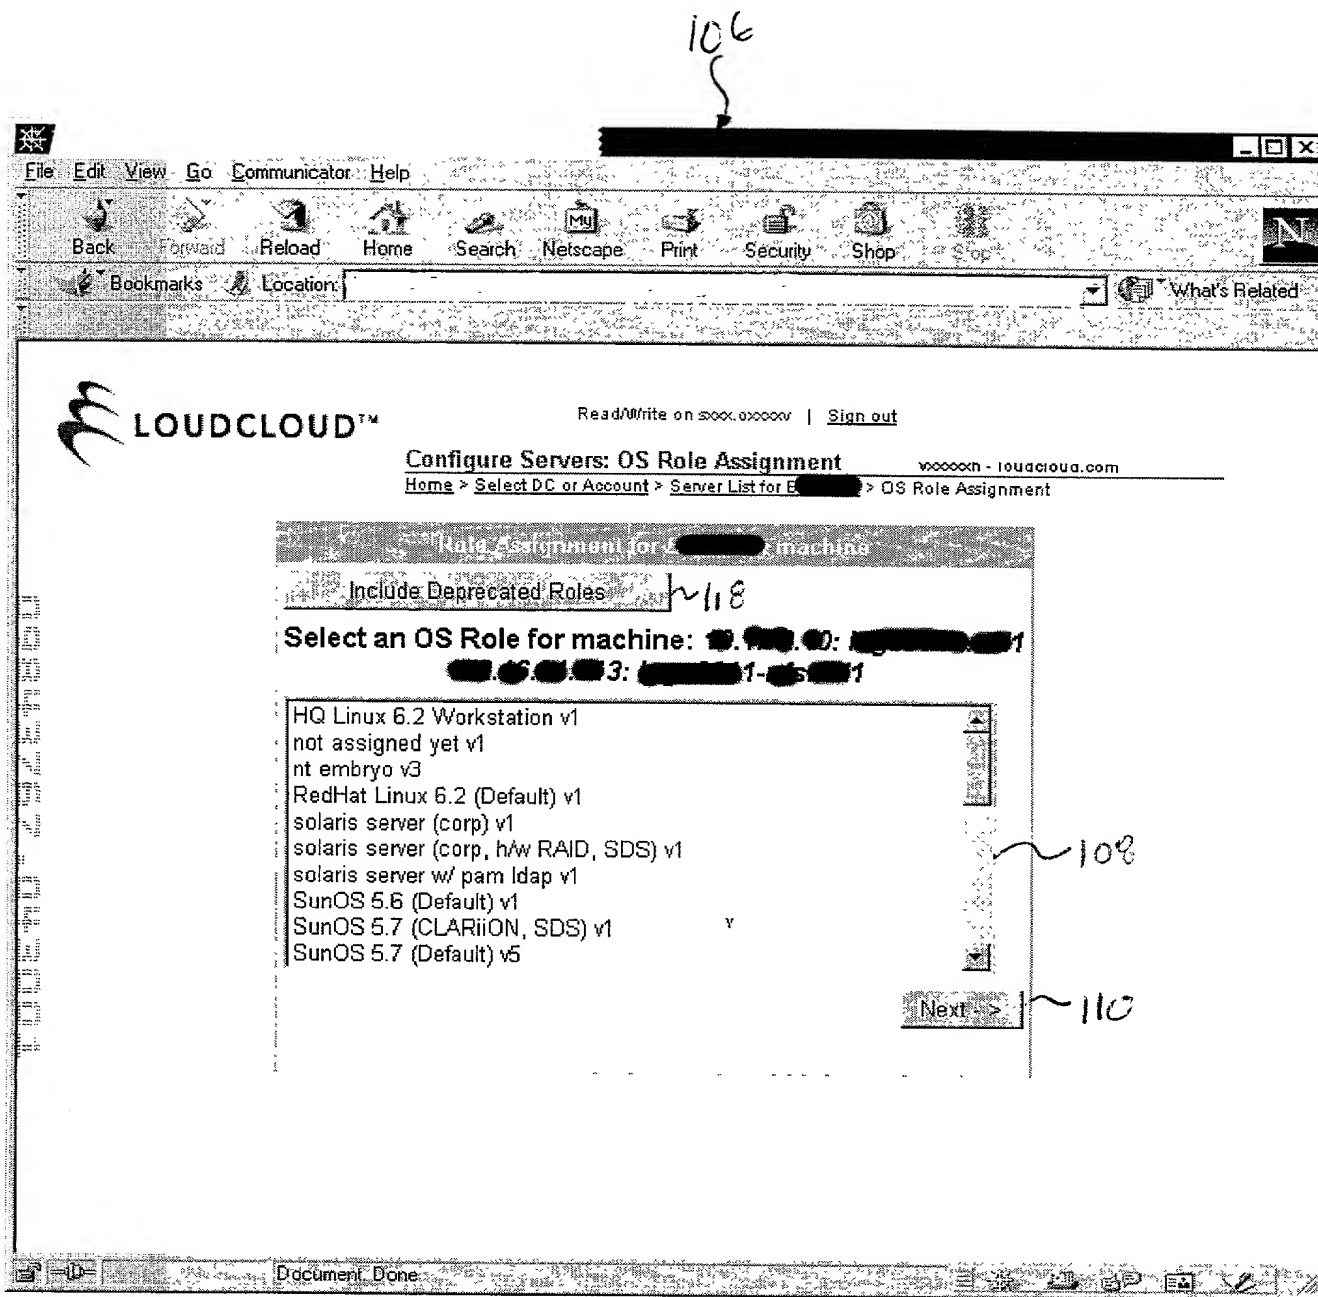 106
File Edit View Go Communicator Help
Back Forward Reload Home Search Netscape Print Security Shop Stop
My
N
Bookmarks Location: What's Related
LOUDCLOUD™
Read/Write on | Sign out
Configure Servers: OS Role Assignment - loudcloud.com
Home > Select DC or Account > Server List for E > OS Role Assignment
Role Assignment for machine
Include Deprecated Roles 118
Select an OS Role for machine:
HQ Linux 6.2 Workstation v1
not assigned yet v1
nt embryo v3
RedHat Linux 6.2 (Default) v1
solaris server (corp) v1
solaris server (corp, h/w RAID, SDS) v1
108
solaris server w/ pam ldap v1
SunOS 5.6 (Default) v1
SunOS 5.7 (CLARiiON, SDS) v1
SunOS 5.7 (Default) v5
Next -> 110
Document: Done